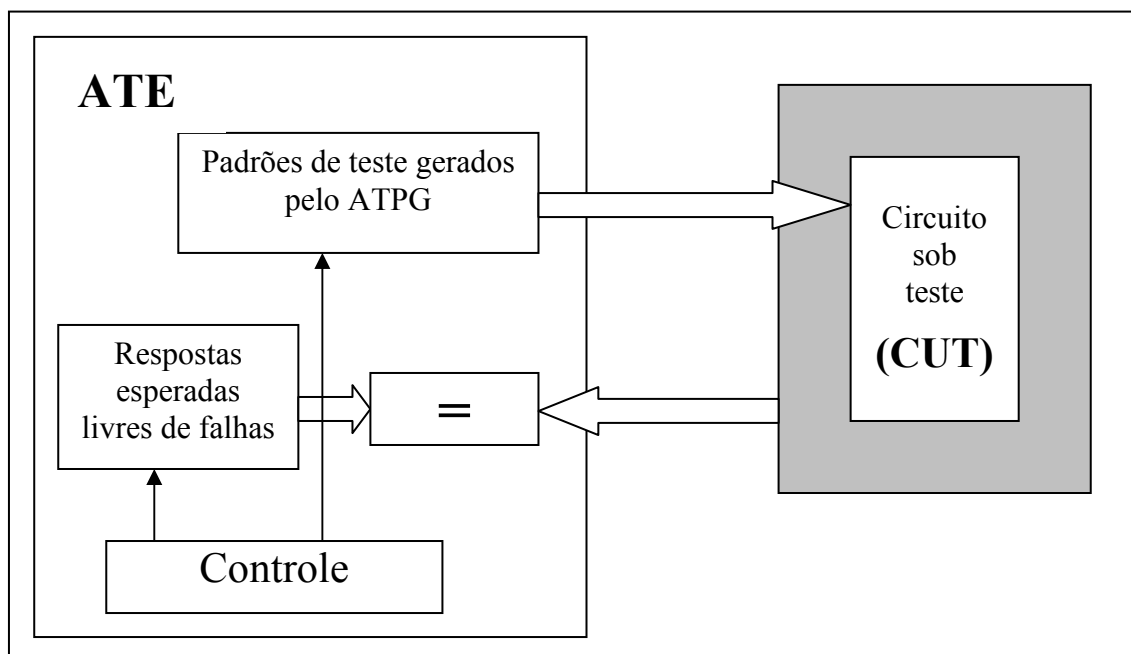 ATE
Padrões de teste gerados
pelo ATPG
Circuito
sob
teste
(CUT)
Respostas
esperadas
livres de falhas
=
Controle